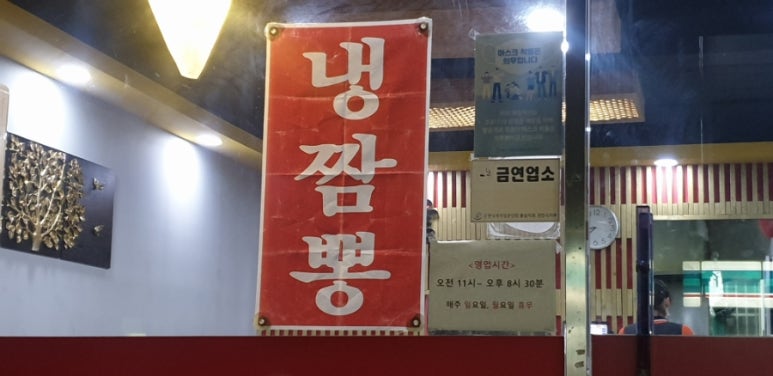 냉짬뽕
마스크 착용은
의무입니다
금연업소
<영업시간>
오전 11시~ 오후 8시 30분
매주 일요일, 월요일 휴무